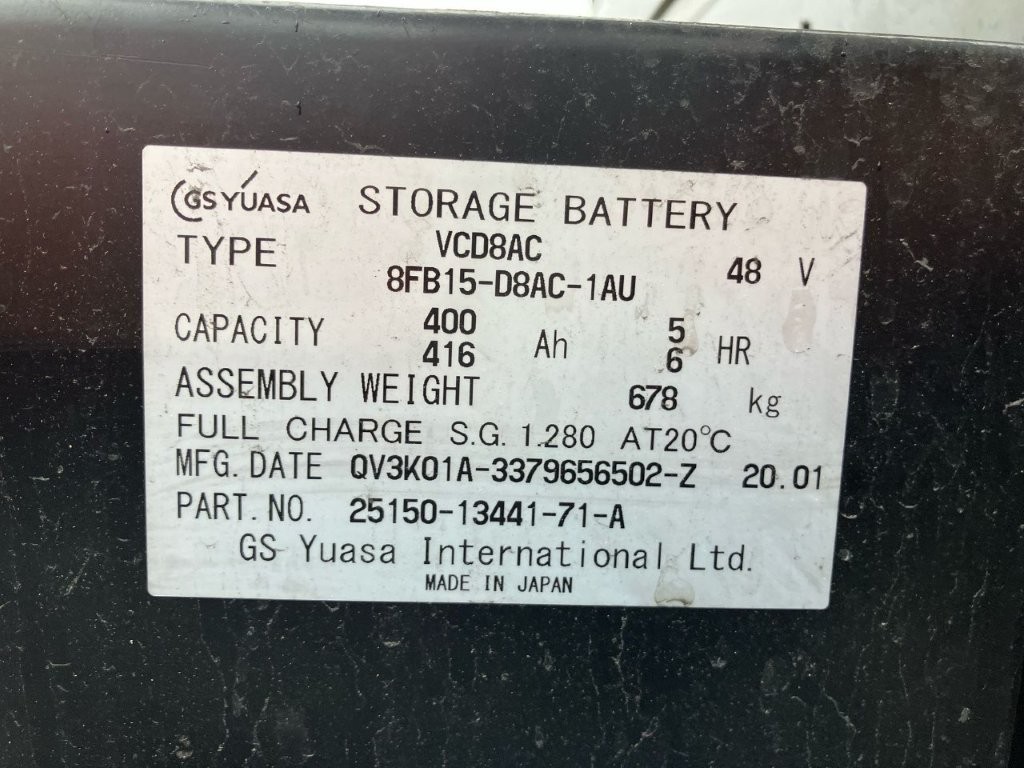 GS YUASA STORAGE BATTERY
TYPE VCD8AC
8FB15-D8AC-1AU 48 V
CAPACITY 400 Ah 5 HR
416 6
ASSEMBLY WEIGHT 678 kg
FULL CHARGE S.G. 1.280 AT20°C
MFG. DATE QV3K01A-3379656502-Z 20.01
PART. NO. 25150-13441-71-A
GS Yuasa International Ltd.
MADE IN JAPAN